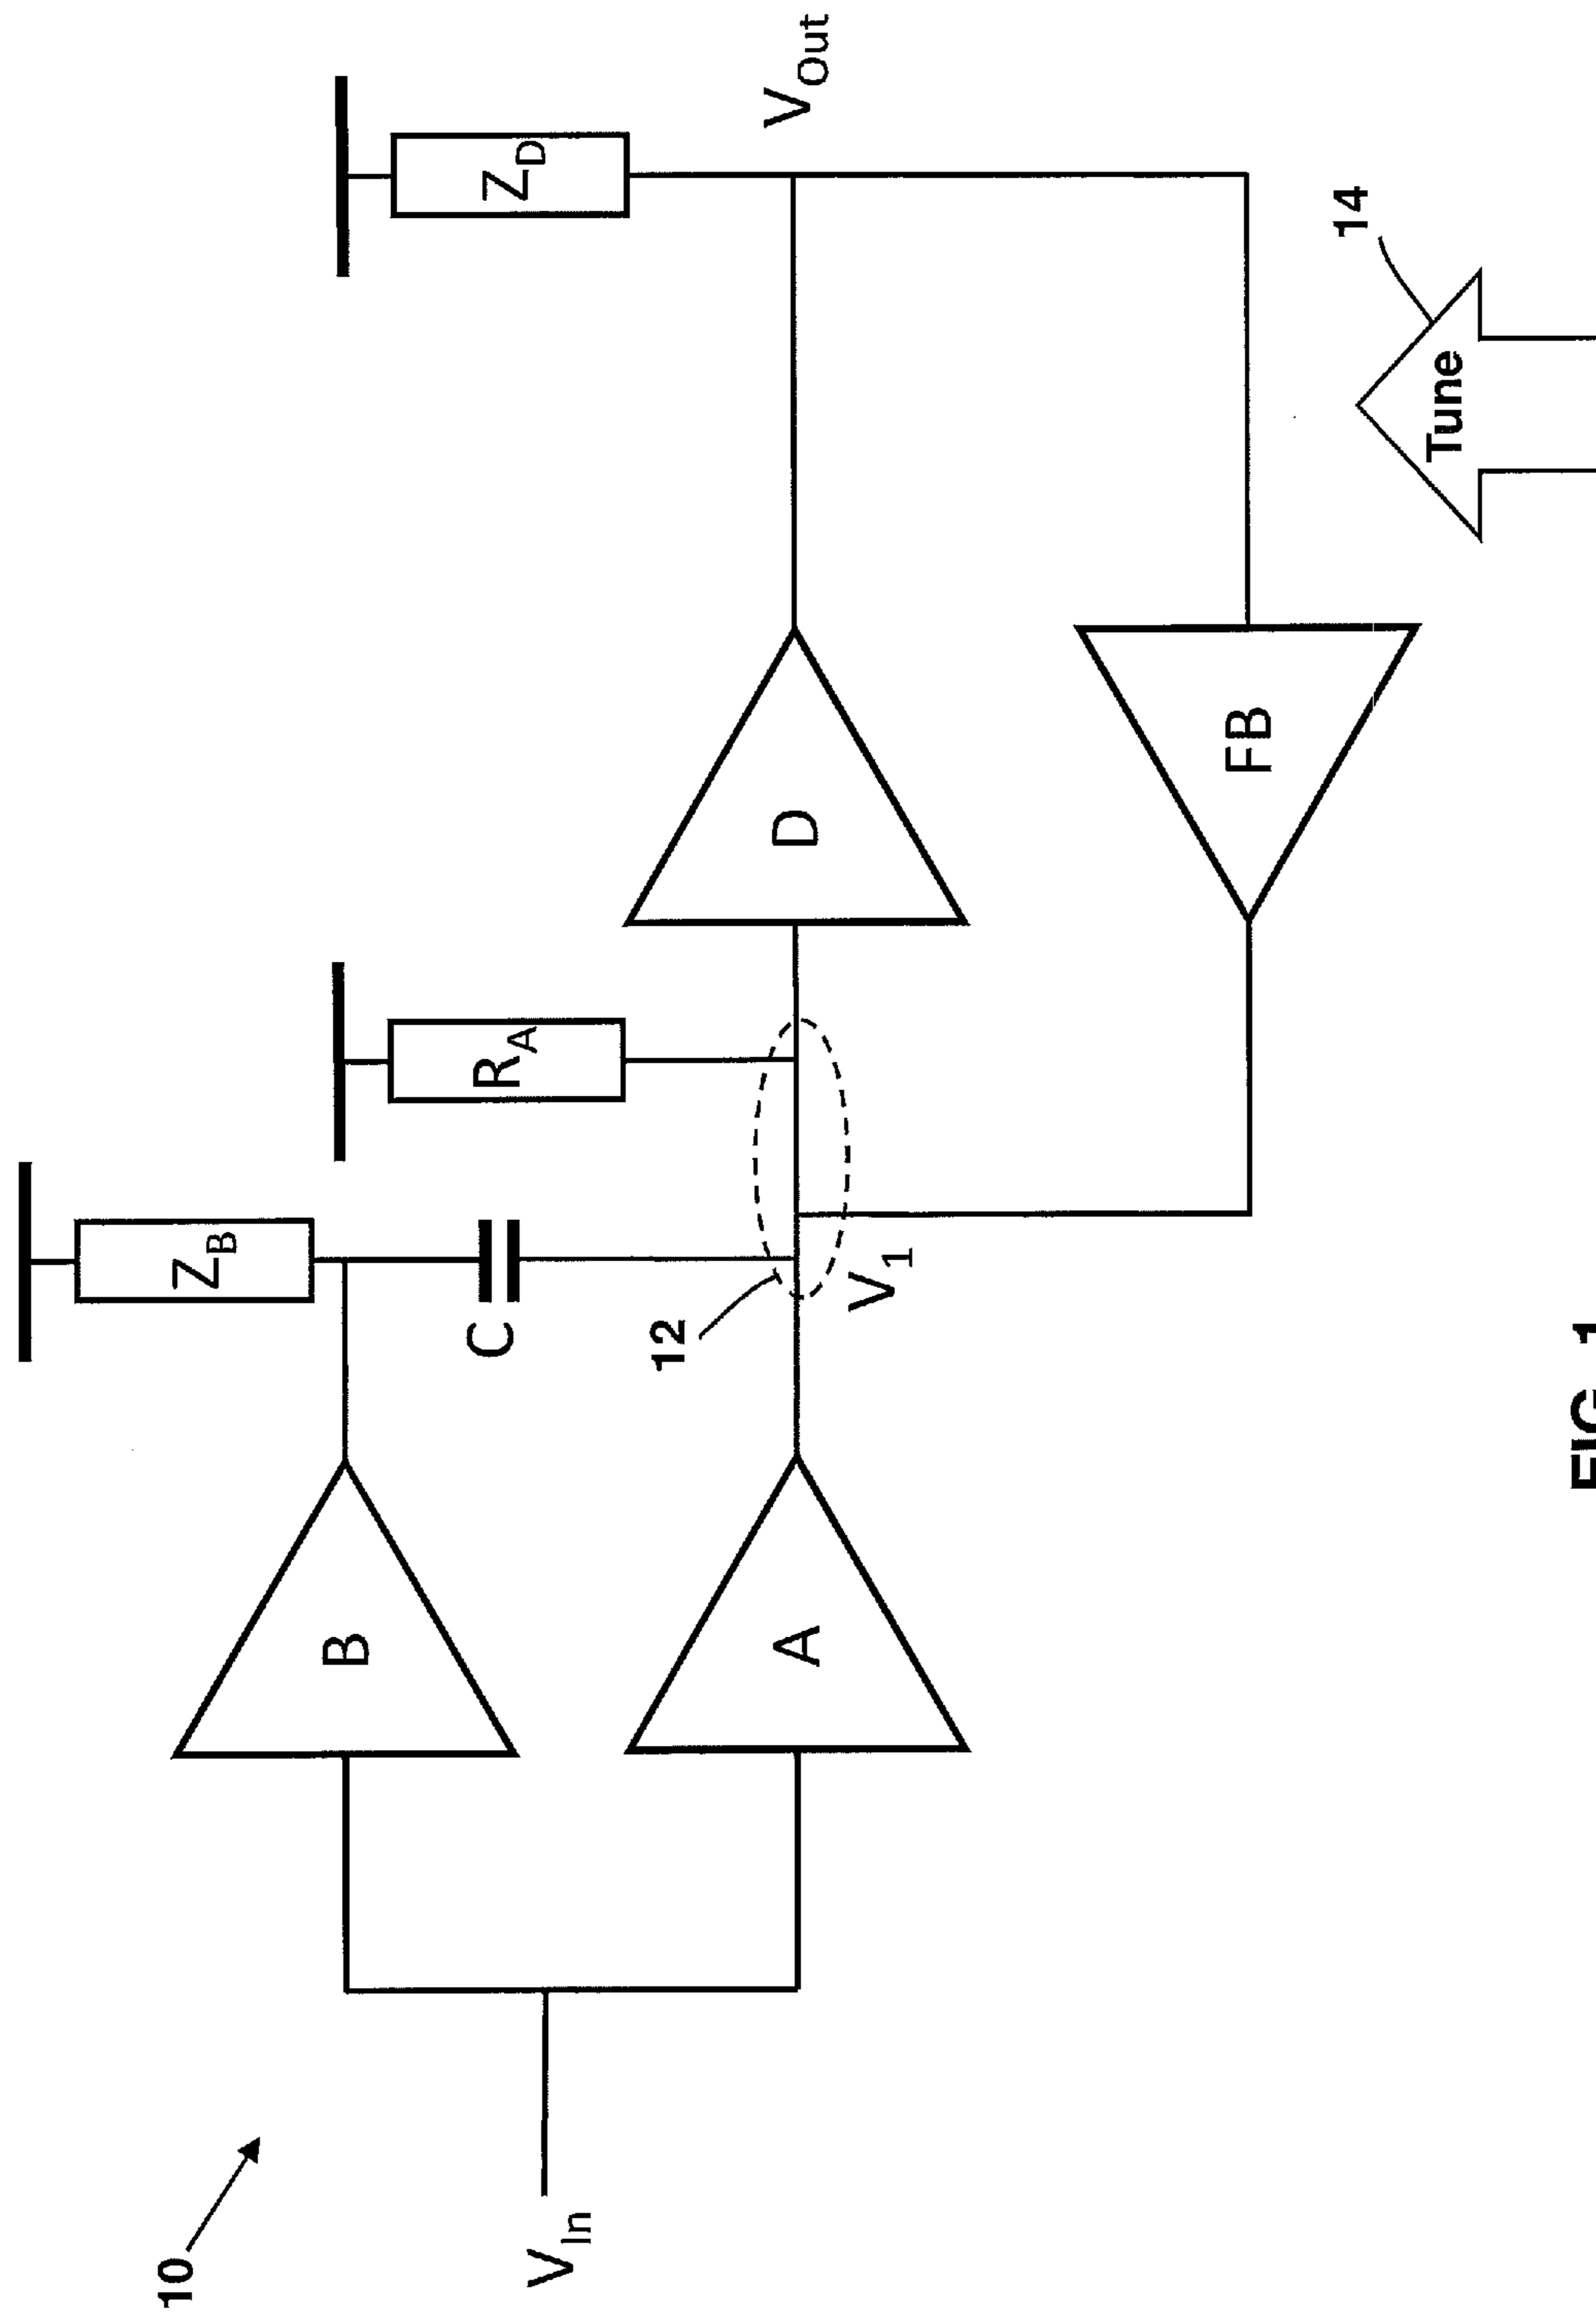 10
V_In
B
A
Z_B
C
12
V_1
R_A
D
Z_D
V_Out
FB
Tune
14
FIG. 1